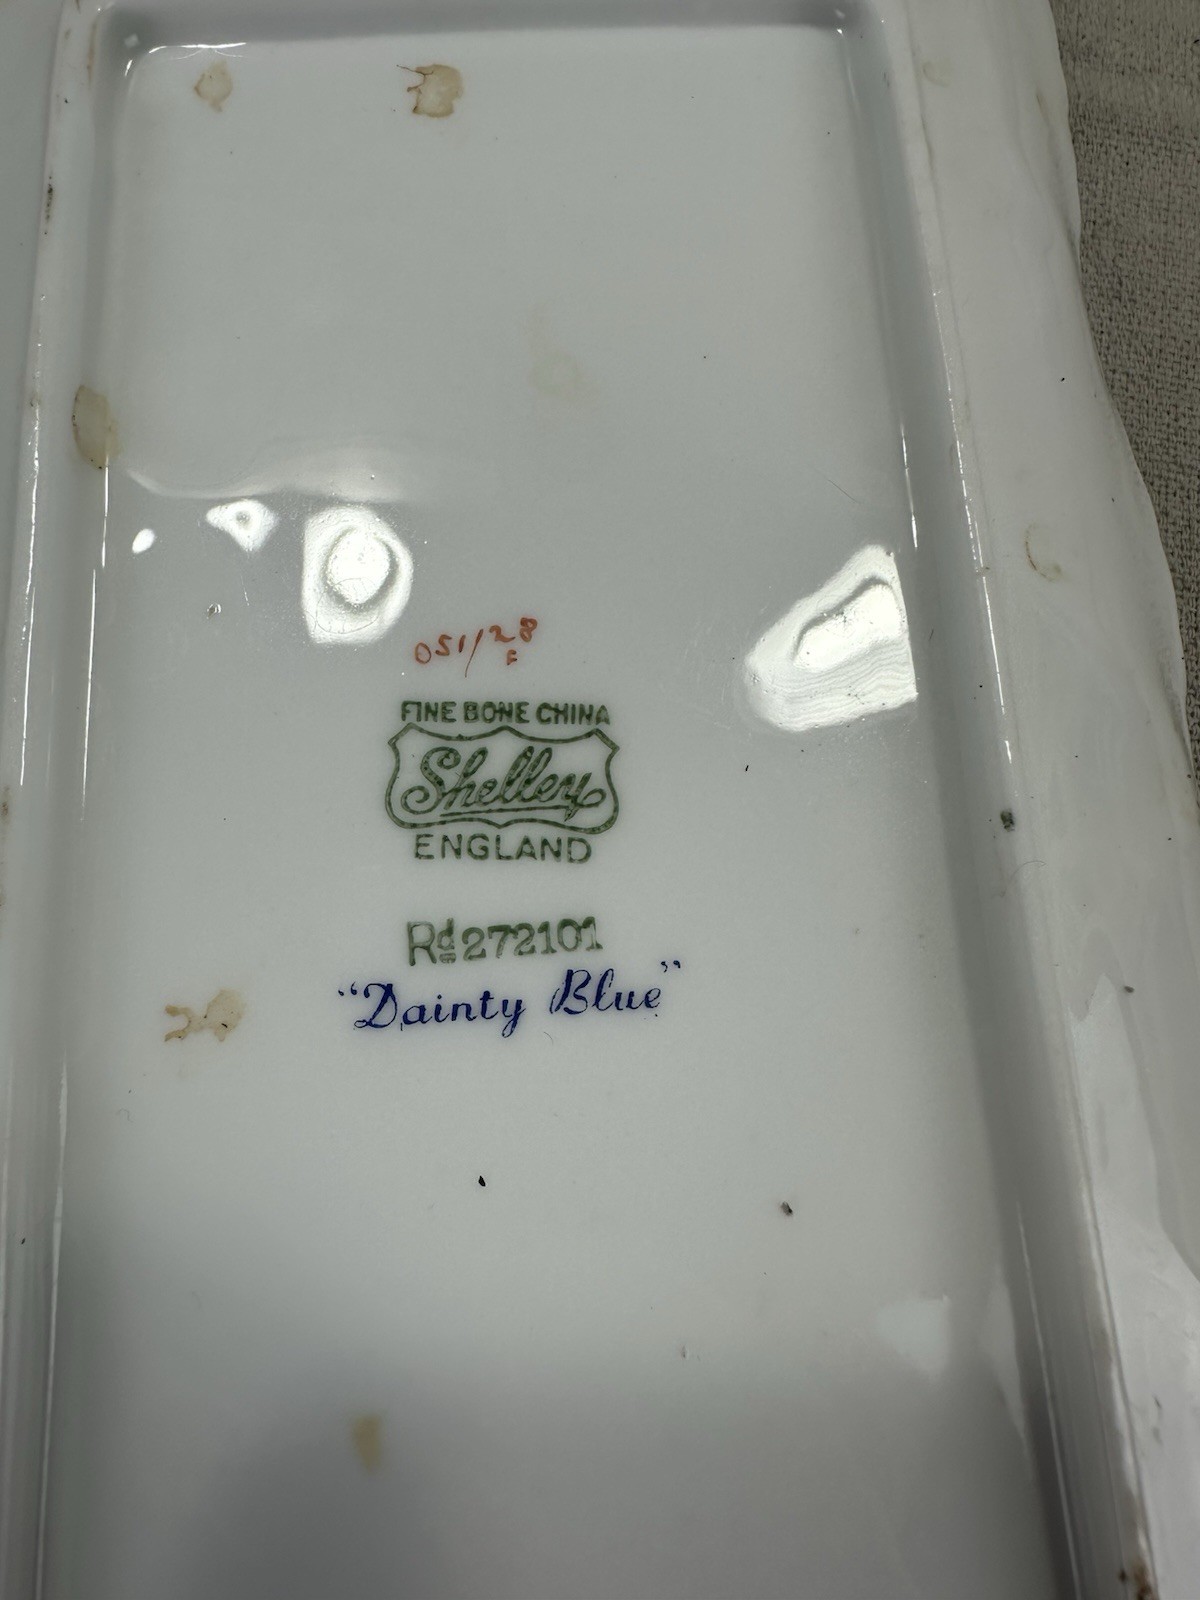 051/28
F
FINE BONE CHINA
Shelley
ENGLAND
Rd 272101
"Dainty Blue"